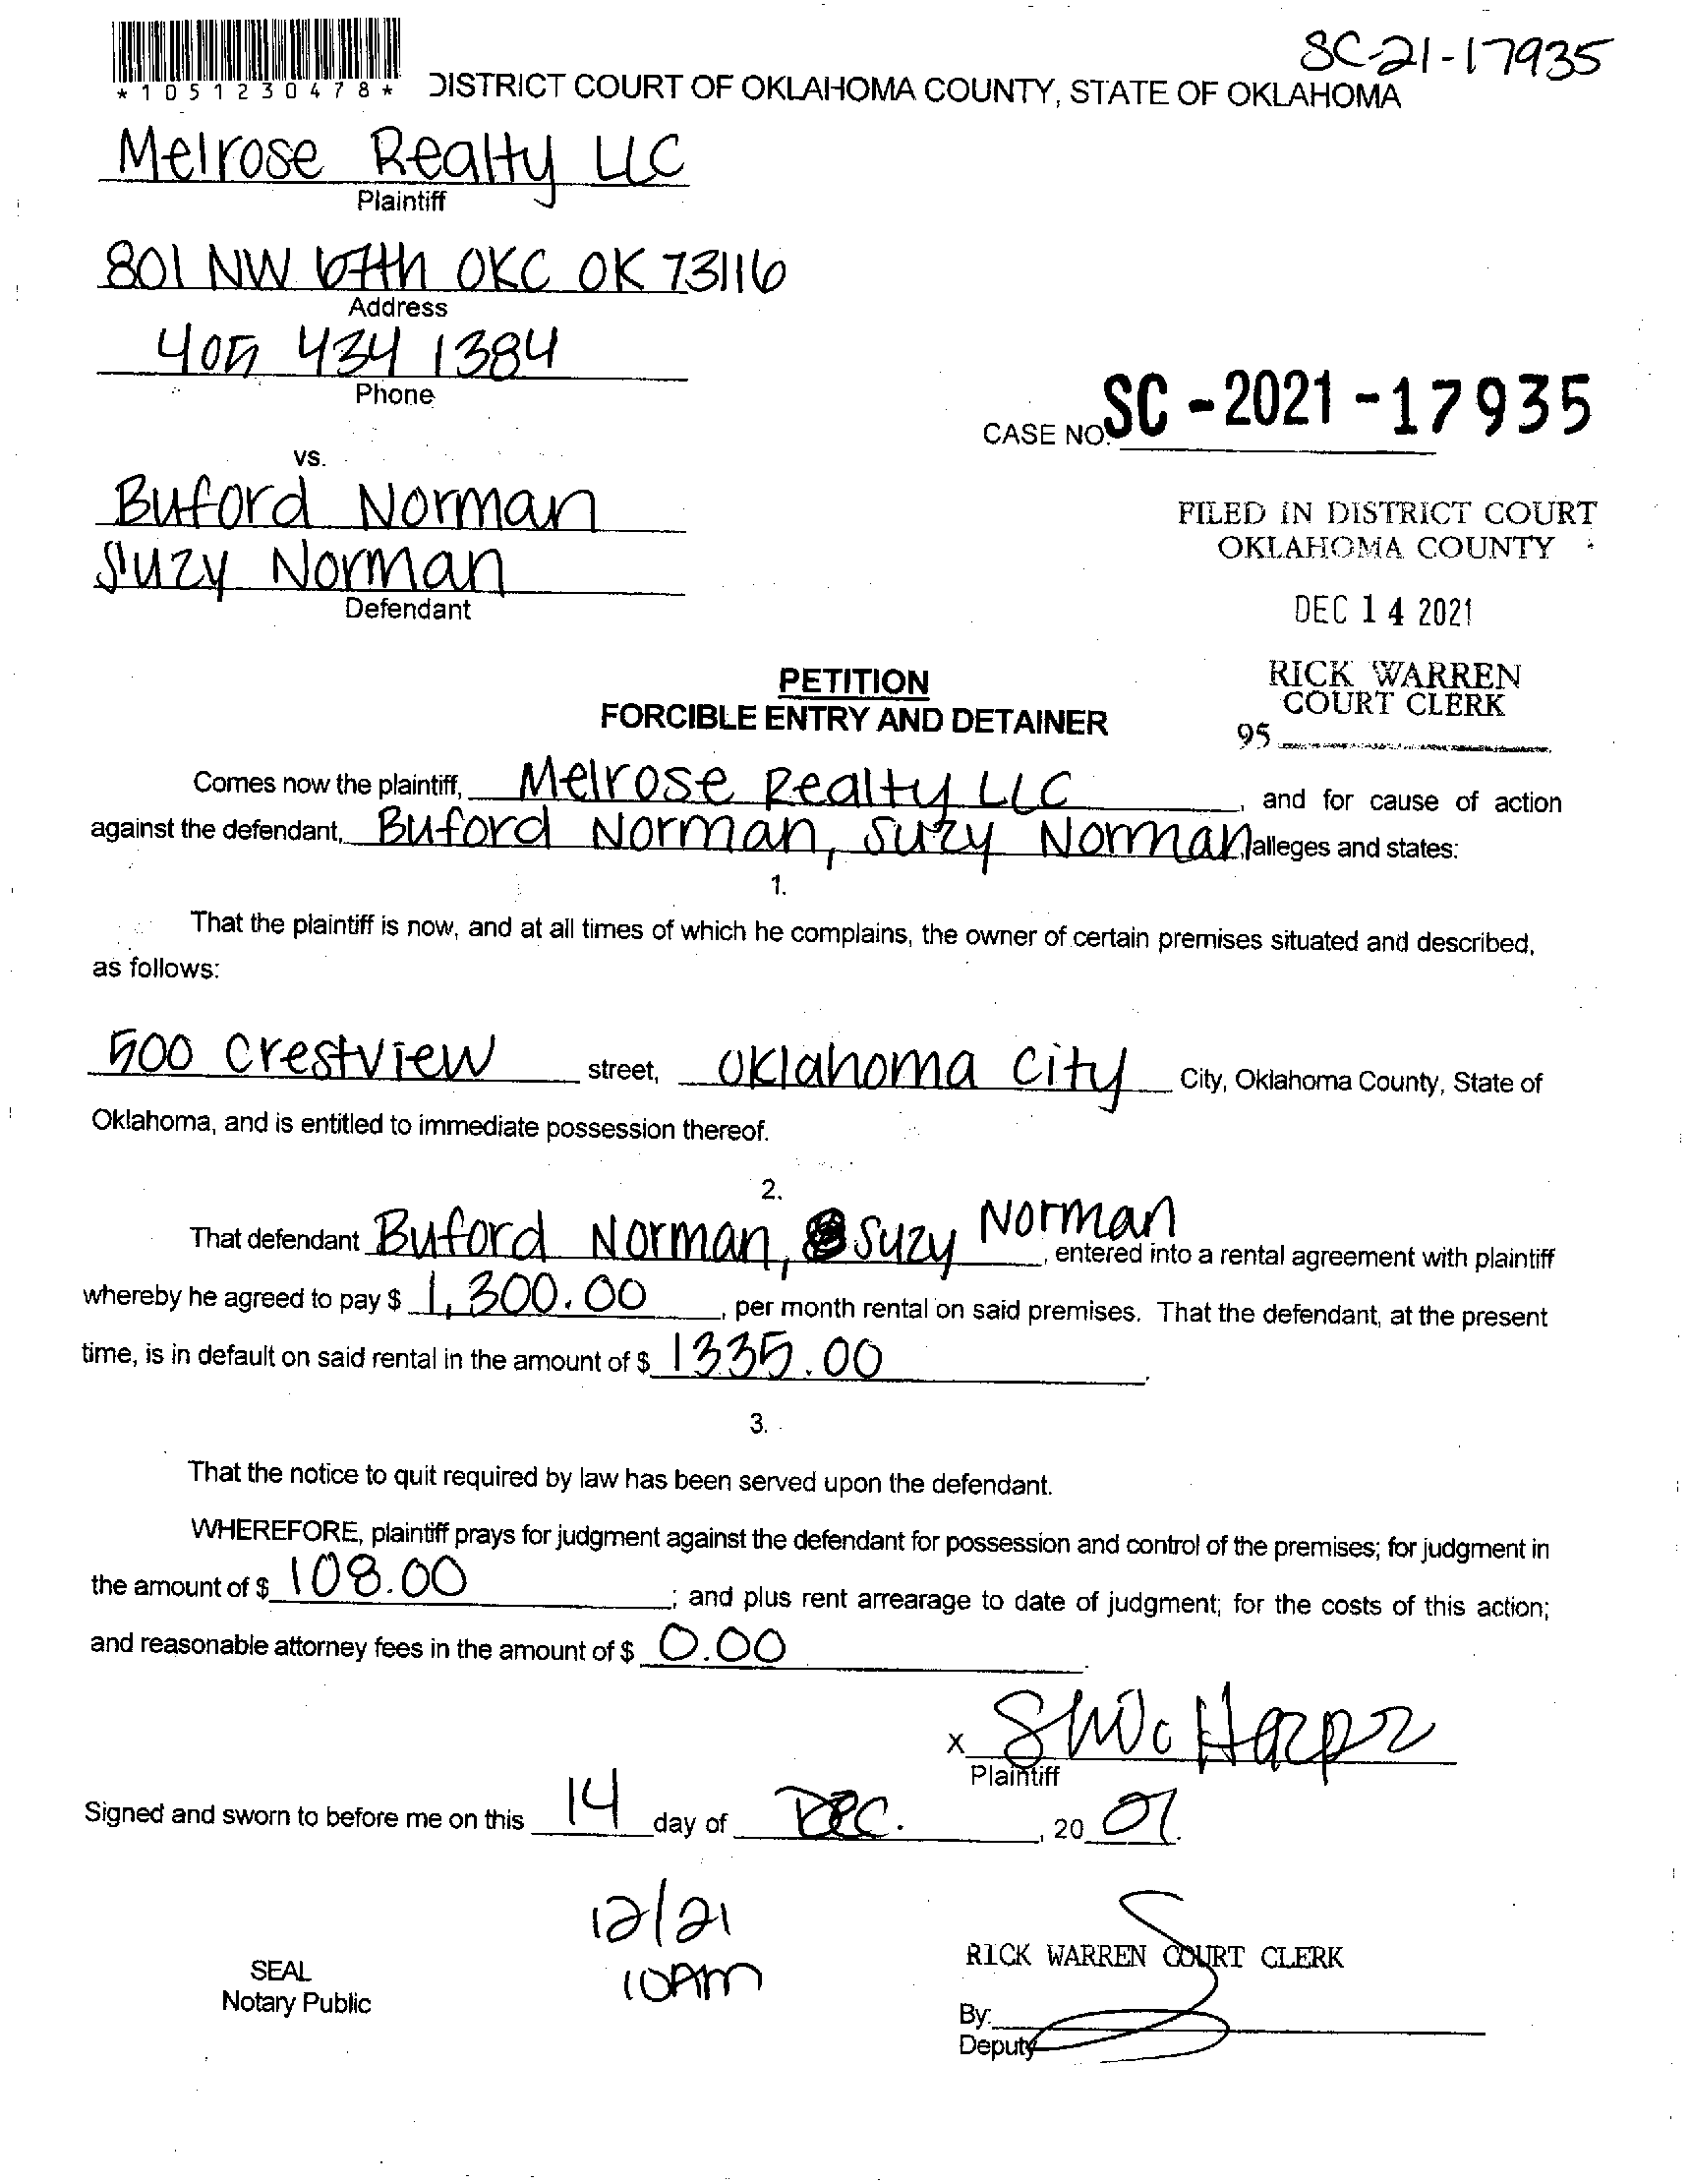 SC-21-17935
*1051230478*
DISTRICT COURT OF OKLAHOMA COUNTY, STATE OF OKLAHOMA
Melrose Realty LLC
Plaintiff
801 NW 67th OKC OK 73116
Address
405 434 1384
Phone
CASE NO. SC-2021-17935
vs.
Buford Norman
Suzy Norman
Defendant
FILED IN DISTRICT COURT
OKLAHOMA COUNTY
DEC 14 2021
RICK WARREN
COURT CLERK
95
PETITION
FORCIBLE ENTRY AND DETAINER
Comes now the plaintiff, Melrose Realty LLC, and for cause of action
against the defendant, Buford Norman, Suzy Norman, alleges and states:
1.
That the plaintiff is now, and at all times of which he complains, the owner of certain premises situated and described,
as follows:
500 Crestview street, Oklahoma City City, Oklahoma County, State of
Oklahoma, and is entitled to immediate possession thereof.
2.
That defendant Buford Norman, Suzy Norman, entered into a rental agreement with plaintiff
whereby he agreed to pay $ 1,300.00, per month rental on said premises. That the defendant, at the present
time, is in default on said rental in the amount of $ 1335.00.
3.
That the notice to quit required by law has been served upon the defendant.
WHEREFORE, plaintiff prays for judgment against the defendant for possession and control of the premises; for judgment in
the amount of $ 108.00; and plus rent arrearage to date of judgment; for the costs of this action;
and reasonable attorney fees in the amount of $ 0.00.
X
Plaintiff
Signed and sworn to before me on this 14 day of Dec., 20
12/21
10AM
SEAL
Notary Public
RICK WARREN COURT CLERK
By:
Deputy